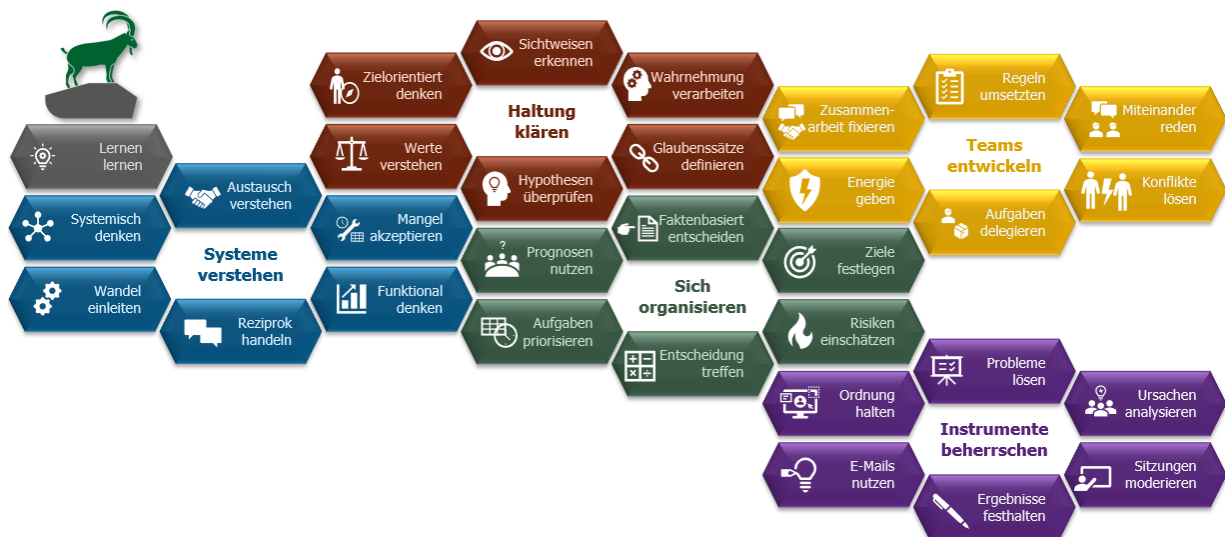 Lernen
lernen
Systemisch
denken
Wandel
einleiten
Austausch
verstehen
Systeme
verstehen
Reziprok
handeln
Mangel
akzeptieren
Funktional
denken
Zielorientiert
denken
Werte
verstehen
Sichtweisen
erkennen
Haltung
klären
Hypothesen
überprüfen
Wahrnehmung
verarbeiten
Glaubenssätze
definieren
Prognosen
nutzen
Aufgaben
priorisieren
Faktenbasiert
entscheiden
Sich
organisieren
Entscheidung
treffen
Ziele
festlegen
Risiken
einschätzen
Zusammen-
arbeit fixieren
Energie
geben
Regeln
umsetzten
Teams
entwickeln
Aufgaben
delegieren
Miteinander
reden
Konflikte
lösen
Ordnung
halten
E-Mails
nutzen
Probleme
lösen
Instrumente
beherrschen
Ergebnisse
festhalten
Ursachen
analysieren
Sitzungen
moderieren